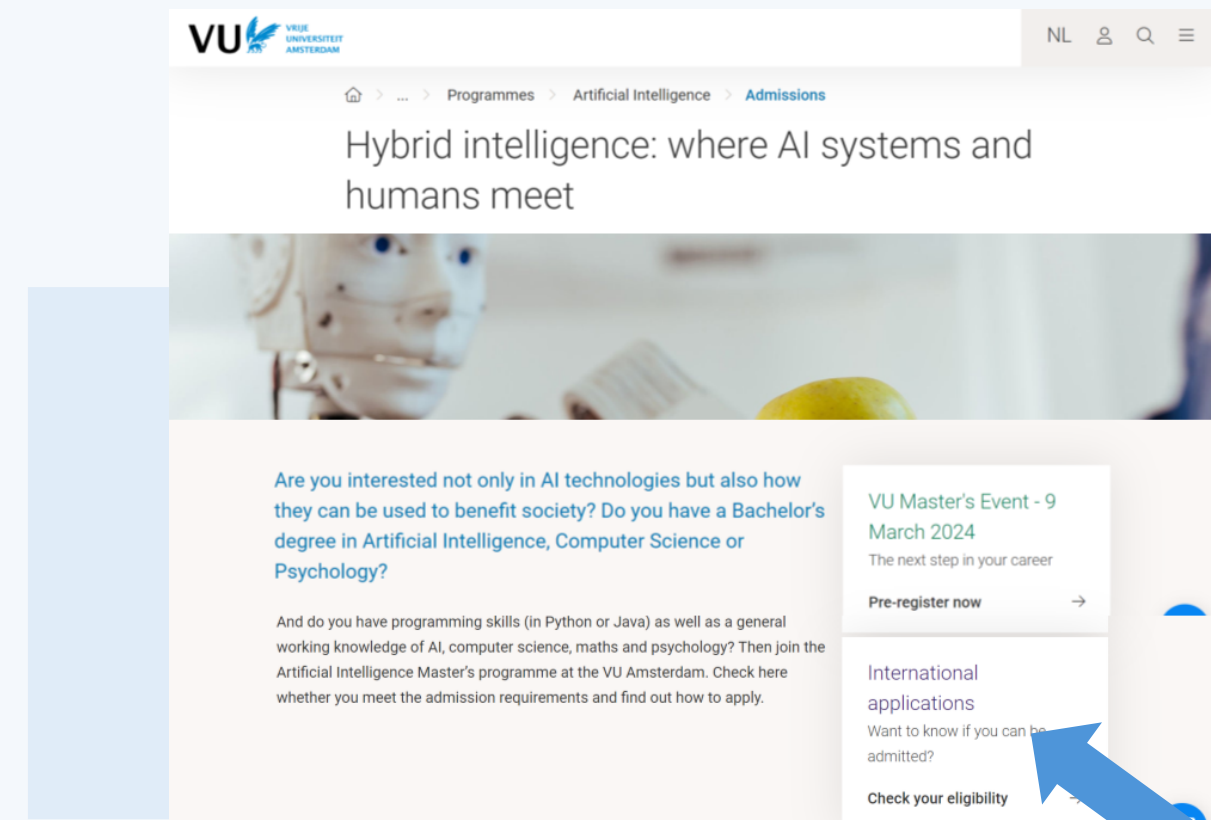 VU
VRIJE
UNIVERSITEIT
AMSTERDAM
NL
... Programmes Artificial Intelligence Admissions
Hybrid intelligence: where AI systems and
humans meet
Are you interested not only in AI technologies but also how
they can be used to benefit society? Do you have a Bachelor's
degree in Artificial Intelligence, Computer Science or
Psychology?
And do you have programming skills (in Python or Java) as well as a general
working knowledge of AI, computer science, maths and psychology? Then join the
Artificial Intelligence Master's programme at the VU Amsterdam. Check here
whether you meet the admission requirements and find out how to apply.
VU Master's Event - 9
March 2024
The next step in your career
Pre-register now
International
applications
Want to know if you can be
admitted?
Check your eligibility